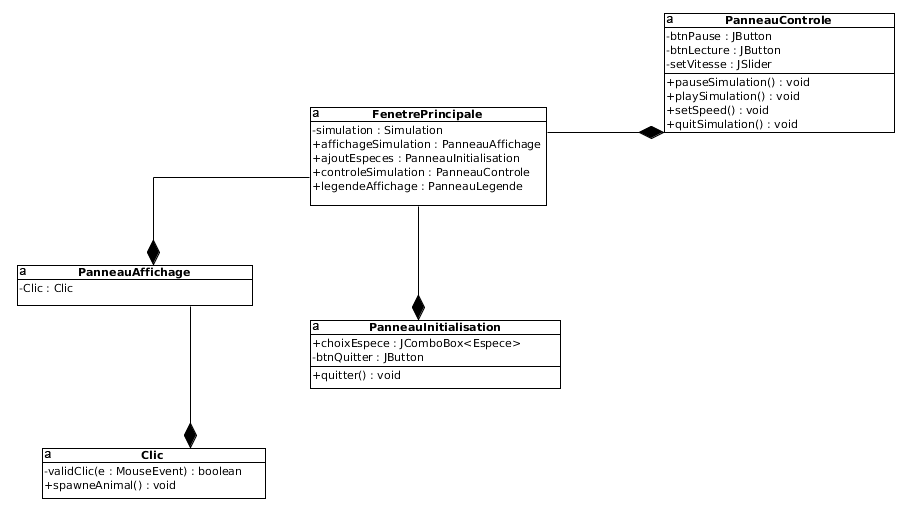 a PanneauControle
-btnPause : JButton
-btnLecture : JButton
-setVitesse : JSlider
+pauseSimulation() : void
+playSimulation() : void
+setSpeed() : void
+quitSimulation() : void
a FenetrePrincipale
-simulation : Simulation
+affichageSimulation : PanneauAffichage
+ajoutEspeces : PanneauInitialisation
+controleSimulation : PanneauControle
+legendeAffichage : PanneauLegende
a PanneauAffichage
-Clic : Clic
a PanneauInitialisation
+choixEspece : JComboBox<Espece>
-btnQuitter : JButton
+quitter() : void
a Clic
-validClic(e : MouseEvent) : boolean
+spawneAnimal() : void